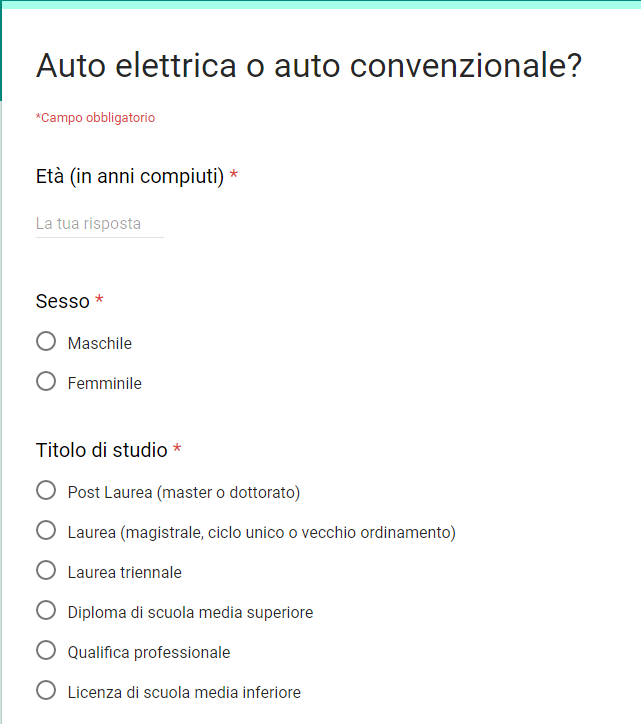 Auto elettrica o auto convenzionale?
*Campo obbligatorio
Età (in anni compiuti) *
La tua risposta
Sesso *
Maschile
Femminile
Titolo di studio *
Post Laurea (master o dottorato)
Laurea (magistrale, ciclo unico o vecchio ordinamento)
Laurea triennale
Diploma di scuola media superiore
Qualifica professionale
Licenza di scuola media inferiore